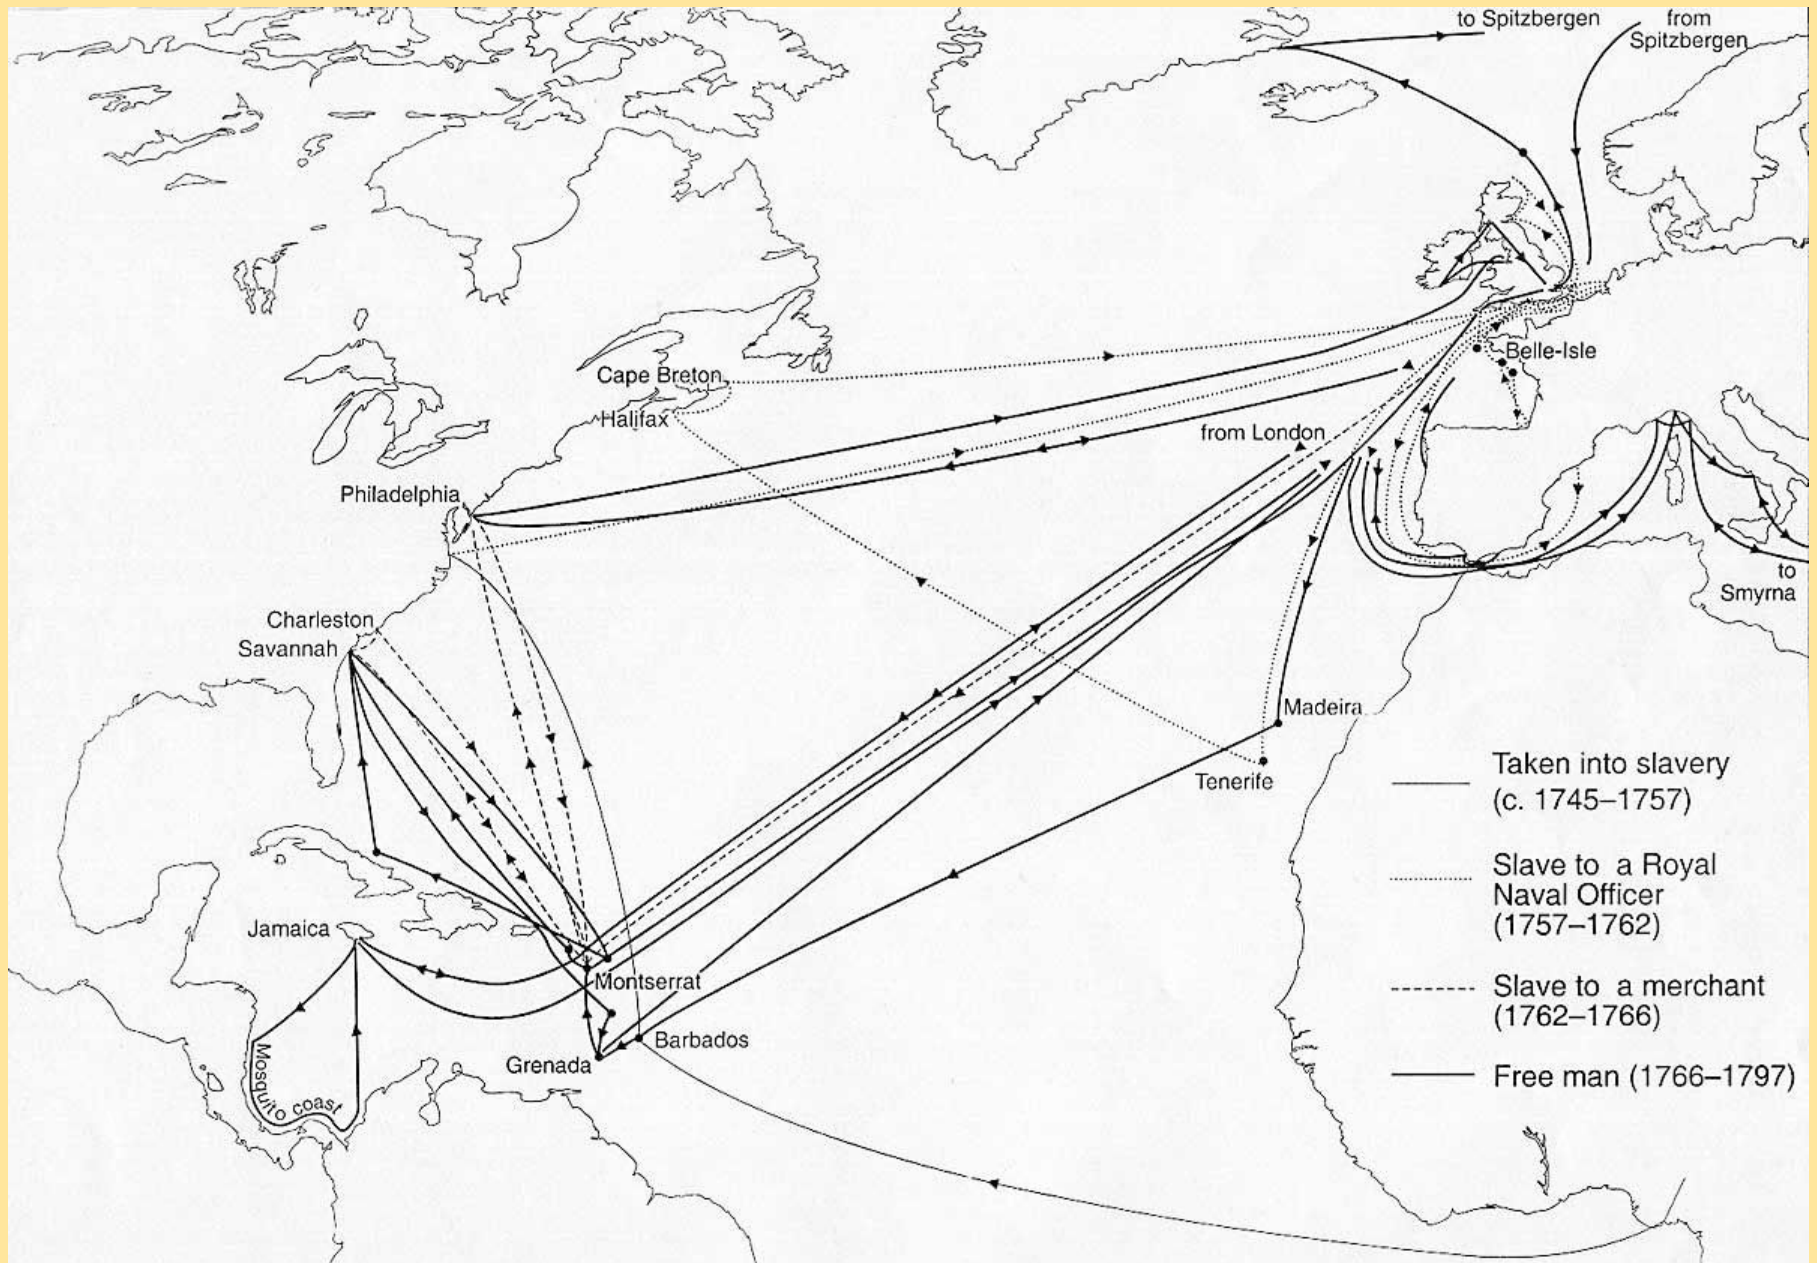 to Spitzbergen
from
Spitzbergen
Belle-Isle
Cape Breton
Halifax
from London
Philadelphia
to
Smyrna
Charleston
Savannah
Madeira
Tenerife
Jamaica
Montserrat
Barbados
Grenada
Mosquito coast
Taken into slavery
(c. 1745–1757)
Slave to a Royal
Naval Officer
(1757–1762)
Slave to a merchant
(1762–1766)
Free man (1766–1797)